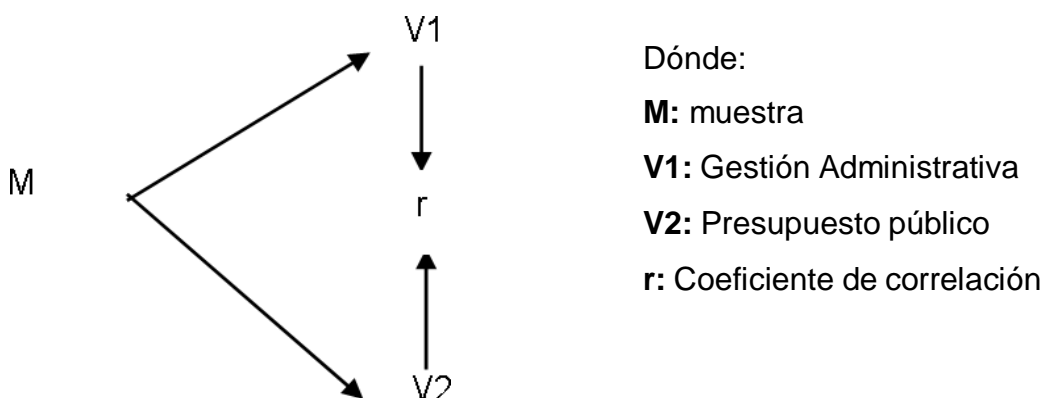 V1
M
r
V2
Dónde:
M: muestra
V1: Gestión Administrativa
V2: Presupuesto público
r: Coeficiente de correlación